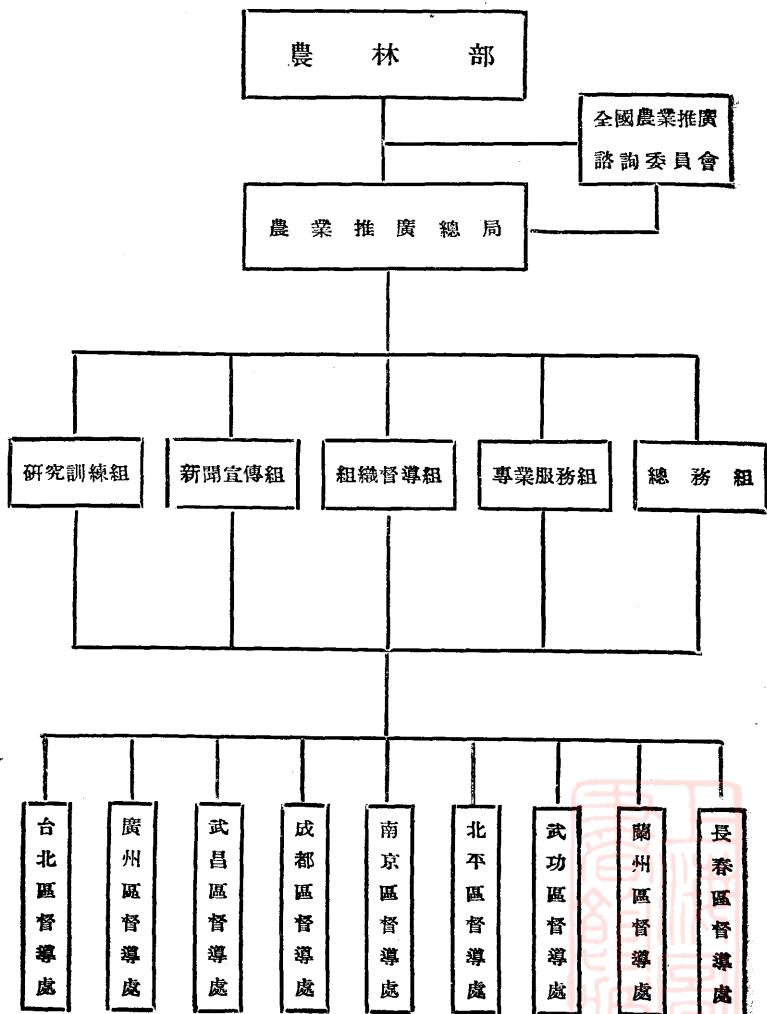 農林部
全國農業推廣
諮詢委員會
農業推廣總局
研究訓練組
新聞宣傳組
組織督導組
專業服務組
總務組
台北區督導處
廣州區督導處
武昌區督導處
成都區督導處
南京區督導處
北平區督導處
武功區督導處
蘭州區督導處
長春區督導處